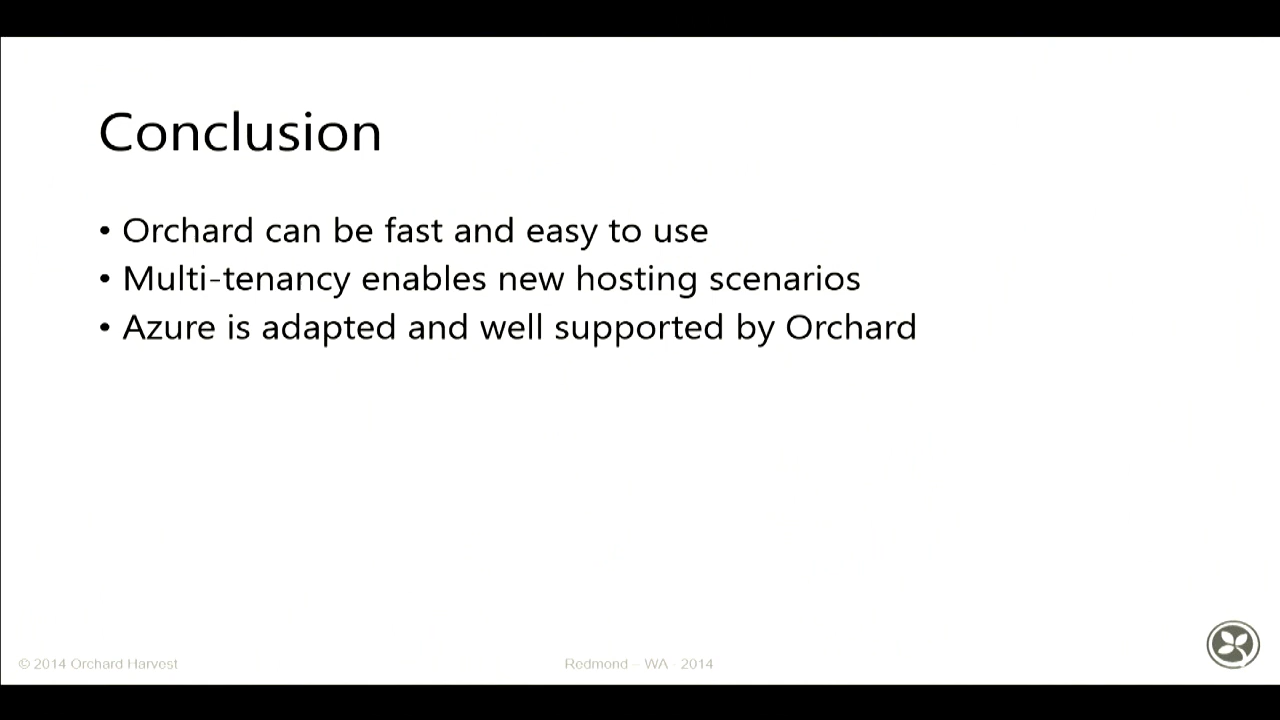 Conclusion
• Orchard can be fast and easy to use
• Multi-tenancy enables new hosting scenarios
• Azure is adapted and well supported by Orchard
© 2014 Orchard Harvest
Redmond – WA - 2014